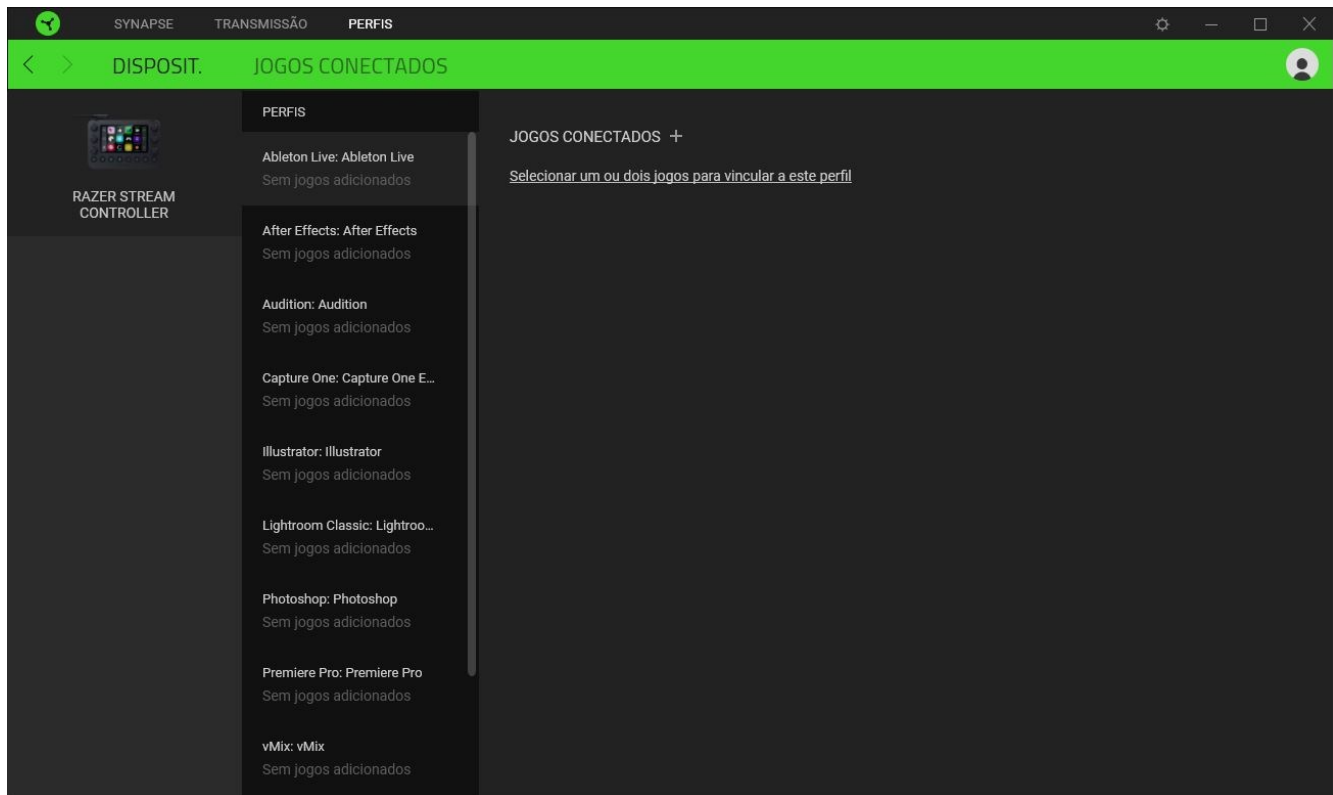 SYNAPSE TRANSMISSÃO PERFIS
DISPOSIT. JOGOS CONECTADOS
RAZER STREAM
CONTROLLER
PERFIS
Ableton Live: Ableton Live
Sem jogos adicionados
After Effects: After Effects
Sem jogos adicionados
Audition: Audition
Sem jogos adicionados
Capture One: Capture One E...
Sem jogos adicionados
Illustrator: Illustrator
Sem jogos adicionados
Lightroom Classic: Lightroo...
Sem jogos adicionados
Photoshop: Photoshop
Sem jogos adicionados
Premiere Pro: Premiere Pro
Sem jogos adicionados
vMix: vMix
Sem jogos adicionados
JOGOS CONECTADOS +
Selecionar um ou dois jogos para vincular a este perfil